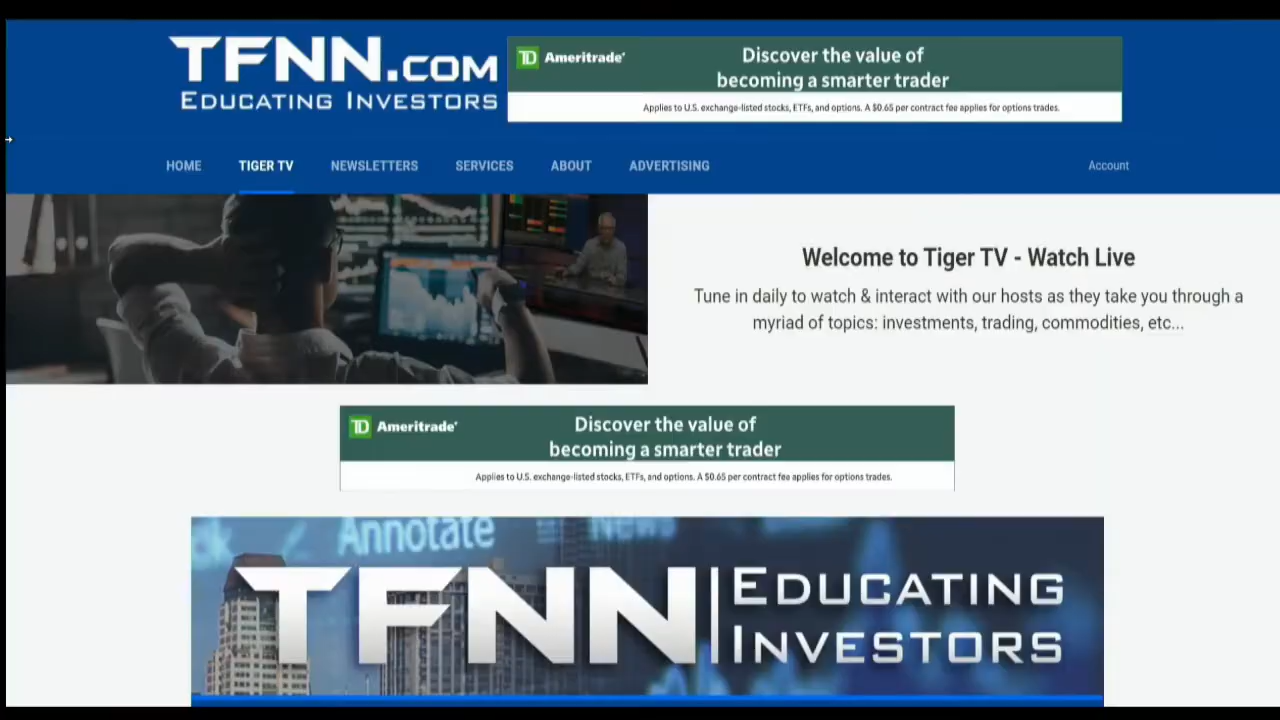 TFNN.COM
EDUCATING INVESTORS
TD Ameritrade
Discover the value of
becoming a smarter trader
Applies to U.S. exchange-listed stocks, ETFs, and options. A $0.65 per contract fee applies for options trades.
HOME TIGER TV NEWSLETTERS SERVICES ABOUT ADVERTISING Account
Welcome to Tiger TV - Watch Live
Tune in daily to watch & interact with our hosts as they take you through a
myriad of topics: investments, trading, commodities, etc...
TD Ameritrade
Discover the value of
becoming a smarter trader
Applies to U.S. exchange-listed stocks, ETFs, and options. A $0.65 per contract fee applies for options trades.
ck Annotate News
TFNN EDUCATING
INVESTORS